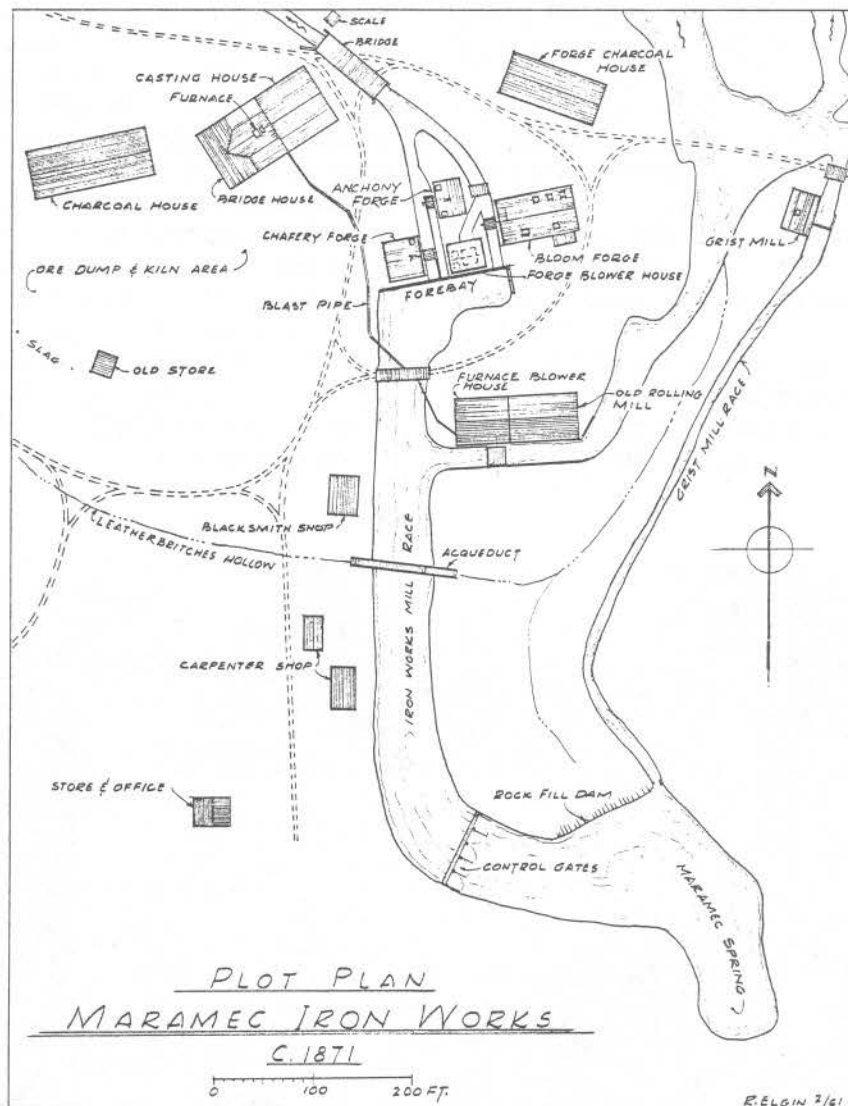 SCALE
BRIDGE
FORGE CHARCOAL
HOUSE
CASTING HOUSE
FURNACE
CHARCOAL HOUSE
BRIDGE HOUSE
ANCHONY
FORGE
CHAFERY FORGE
GRIST MILL
BLOOM FORGE
FORGE BLOWER HOUSE
ORE DUMP & KILN AREA
FOREBAY
BLAST PIPE
SLAG
OLD STORE
FURNACE BLOWER
HOUSE
OLD ROLLING
MILL
GRIST MILL RACE
N
BLACKSMITH SHOP
LEATHERBRITCHES HOLLOW
ACQUEDUCT
IRON WORKS MILL RACE
CARPENTER SHOP
STORE & OFFICE
ROCK FILL DAM
CONTROL GATES
MARAMEC SPRING
PLOT PLAN
MARAMEC IRON WORKS
C. 1871
0 100 200 FT.
R. ELGIN 2/61